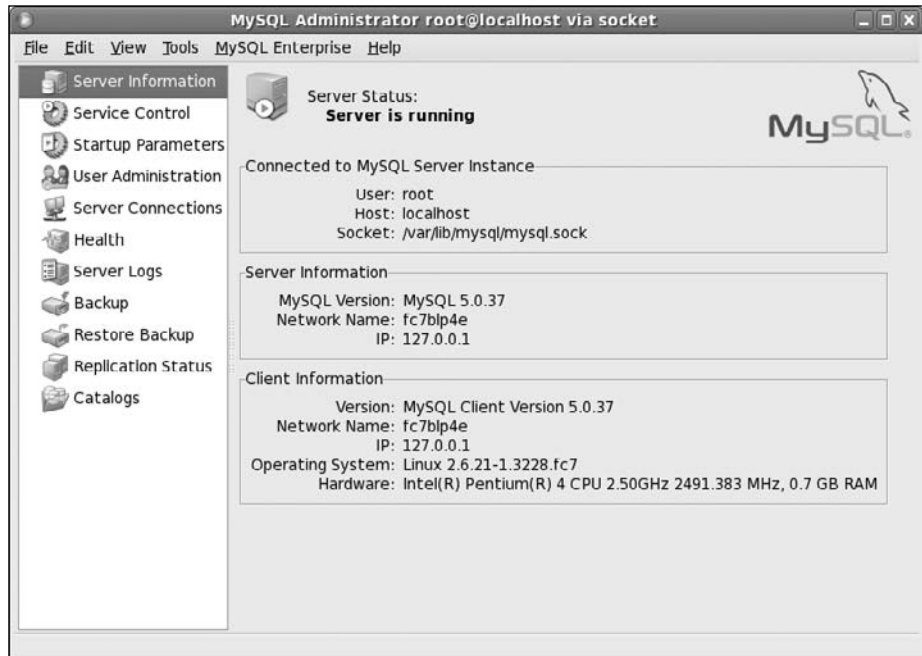 MySQL Administrator root@localhost via socket
File Edit View Tools MySQL Enterprise Help
Server Information
Service Control
Startup Parameters
User Administration
Server Connections
Health
Server Logs
Backup
Restore Backup
Replication Status
Catalogs
Server Status:
Server is running
MySQL®
Connected to MySQL Server Instance
User: root
Host: localhost
Socket: /var/lib/mysql/mysql.sock
Server Information
MySQL Version: MySQL 5.0.37
Network Name: fc7blp4e
IP: 127.0.0.1
Client Information
Version: MySQL Client Version 5.0.37
Network Name: fc7blp4e
IP: 127.0.0.1
Operating System: Linux 2.6.21-1.3228.fc7
Hardware: Intel(R) Pentium(R) 4 CPU 2.50GHz 2491.383 MHz, 0.7 GB RAM